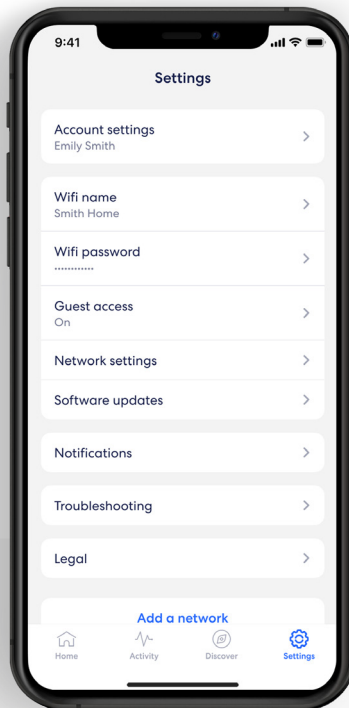 9:41
Settings
Account settings
Emily Smith
Wifi name
Smith Home
Wifi password
············
Guest access
On
Network settings
Software updates
Notifications
Troubleshooting
Legal
Add a network
Home
Activity
Discover
Settings